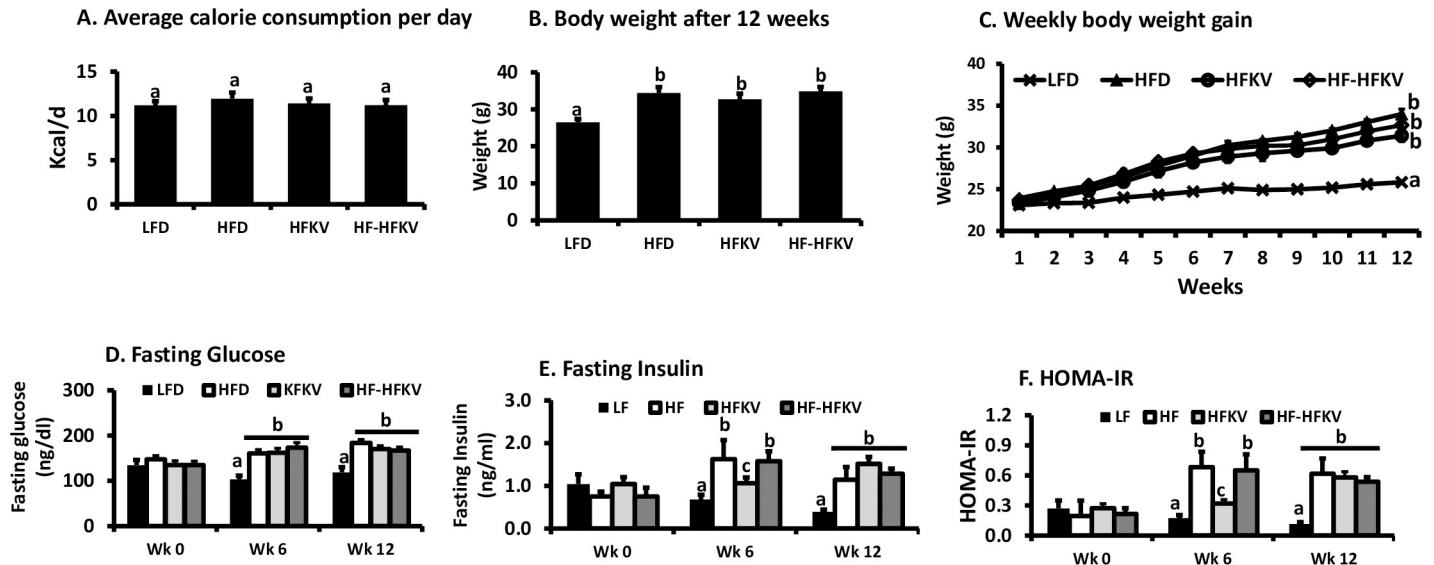 A. Average calorie consumption per day
Kcal/d
15
10
5
0
a a a a
LFD HFD HFKV HF-HFKV
B. Body weight after 12 weeks
Weight (g)
40
30
20
10
0
a b b b
LFD HFD HFKV HF-HFKV
C. Weekly body weight gain
Weight (g)
40
35
30
25
20
LFD HFD HFKV HF-HFKV
b
b
b
a
1 2 3 4 5 6 7 8 9 10 11 12
Weeks
D. Fasting Glucose
Fasting glucose
(ng/dl)
300
200
100
0
LFD HFD KFKV HF-HFKV
a b a b
Wk 0 Wk 6 Wk 12
E. Fasting Insulin
Fasting Insulin
(ng/ml)
3.0
2.0
1.0
0.0
LF HF HFKV HF-HFKV
a b c b a b
Wk 0 Wk 6 Wk 12
F. HOMA-IR
HOMA-IR
1.2
0.9
0.6
0.3
0.0
LF HF HFKV HF-HFKV
a b c b a b
Wk 0 Wk 6 Wk 12